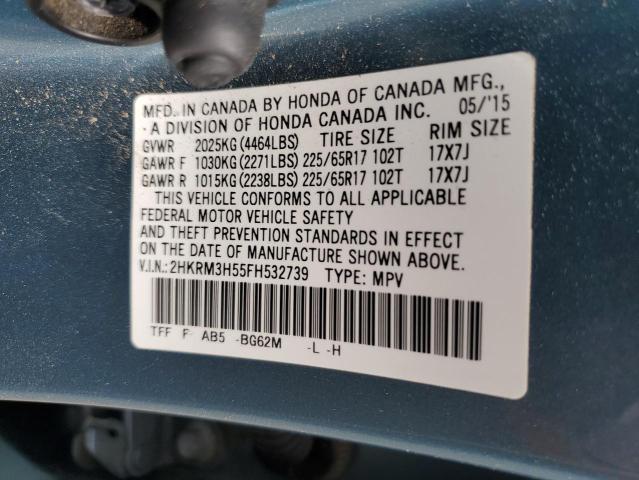 MFD. IN CANADA BY HONDA OF CANADA MFG.,
A DIVISION OF HONDA CANADA INC. 05/'15
GVWR 2025KG(4464LBS) TIRE SIZE RIM SIZE
GAWR F 1030KG(2271LBS) 225/65R17 102T 17X7J
GAWR R 1015KG(2238LBS) 225/65R17 102T 17X7J
THIS VEHICLE CONFORMS TO ALL APPLICABLE
FEDERAL MOTOR VEHICLE SAFETY
AND THEFT PREVENTION STANDARDS IN EFFECT
ON THE DATE OF MANUFACTURE SHOWN ABOVE.
V.I.N.: 2HKRM3H55FH532739 TYPE: MPV
TFF F- AB5 -BG62M -L -H